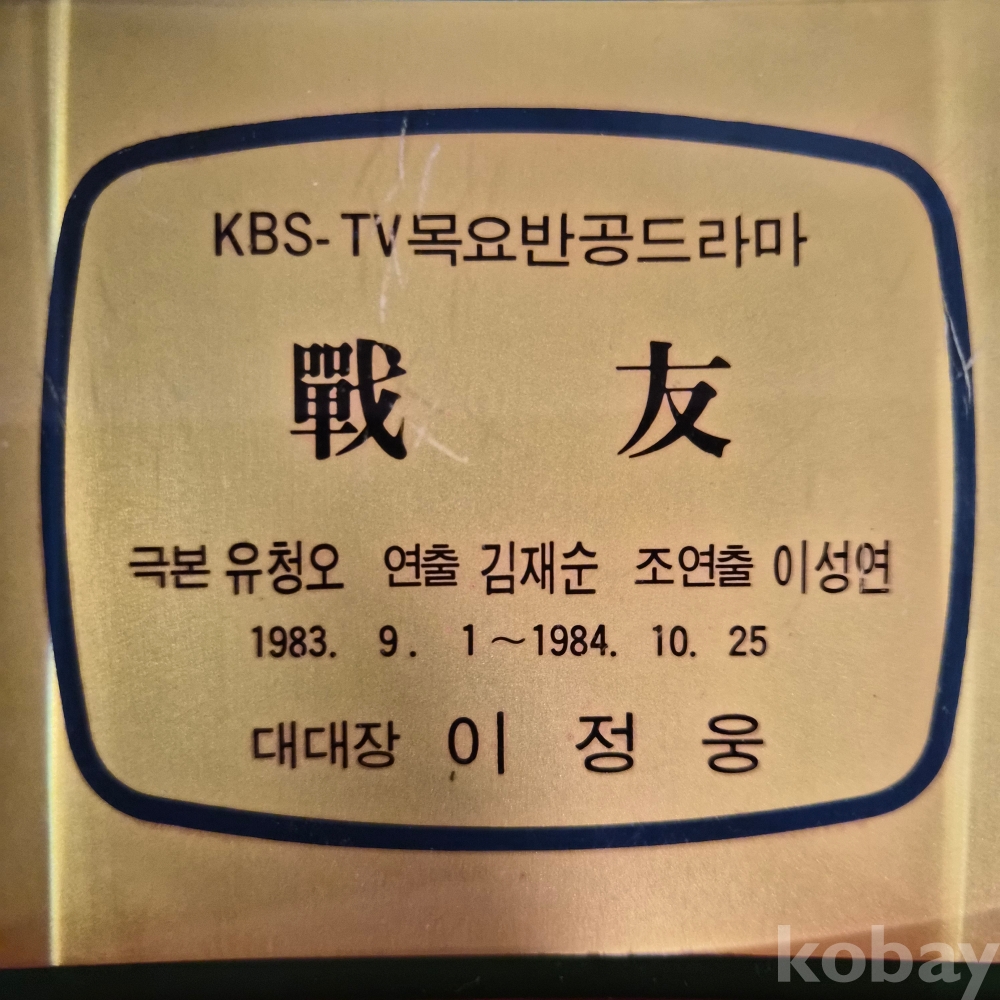 KBS-TV목요반공드라마
戰友
극본 유청오 연출 김재순 조연출 이성연
1983. 9. 1~1984. 10. 25
대대장 이정웅
kobay